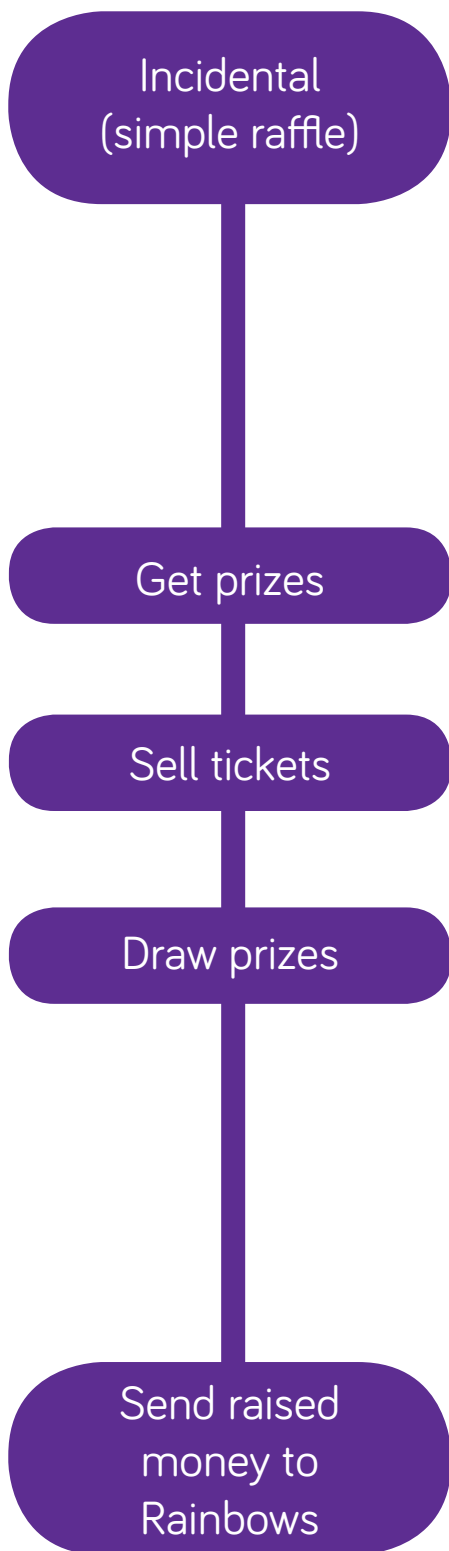 Incidental
(simple raffle)
Get prizes
Sell tickets
Draw prizes
Send raised
money to
Rainbows